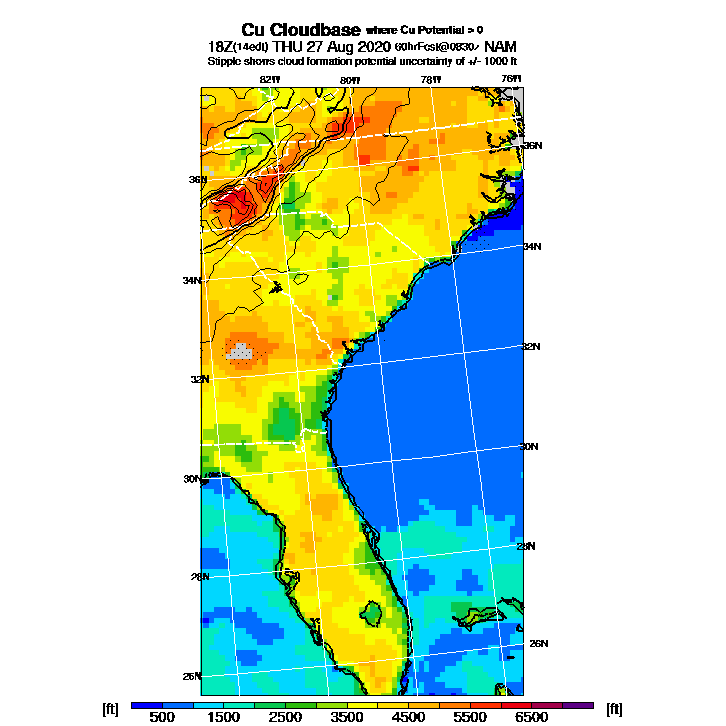 Cu Cloudbase where Cu Potential > 0
18Z(14edt) THU 27 Aug 2020 60hrFcst@0830z NAM
Stipple shows cloud formation potential uncertainty of +/- 1000 ft
82W 80W 78W 76W
36N
36N
34N
34N
32N
32N
30N
30N
28N
28N
26N
26N
[ft] 500 1500 2500 3500 4500 5500 6500 [ft]